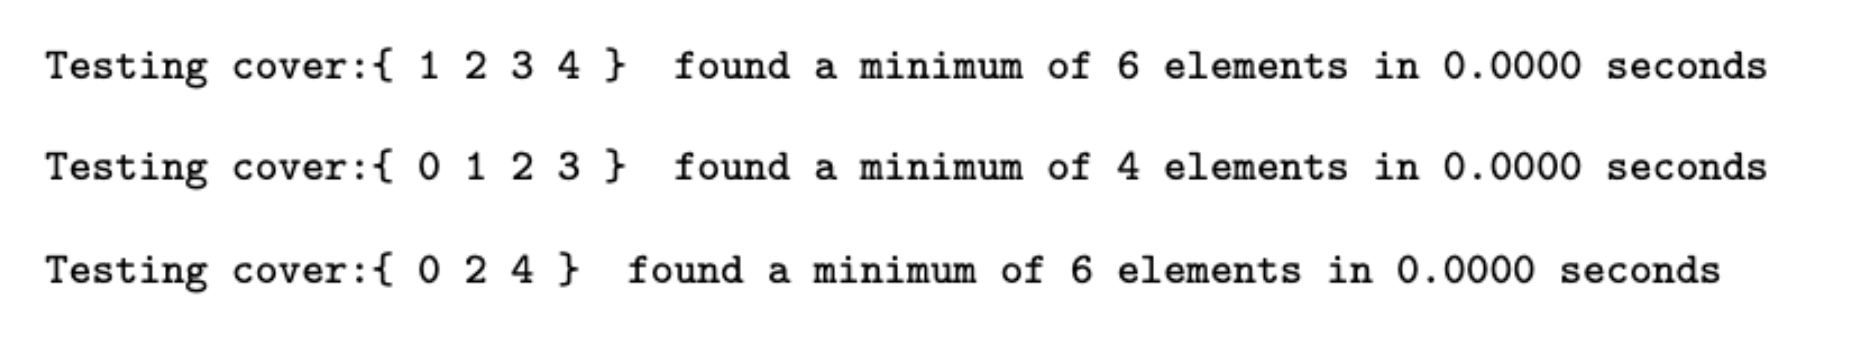 Testing cover:{ 1 2 3 4 }  found a minimum of 6 elements in 0.0000 seconds
Testing cover:{ 0 1 2 3 }  found a minimum of 4 elements in 0.0000 seconds
Testing cover:{ 0 2 4 }  found a minimum of 6 elements in 0.0000 seconds